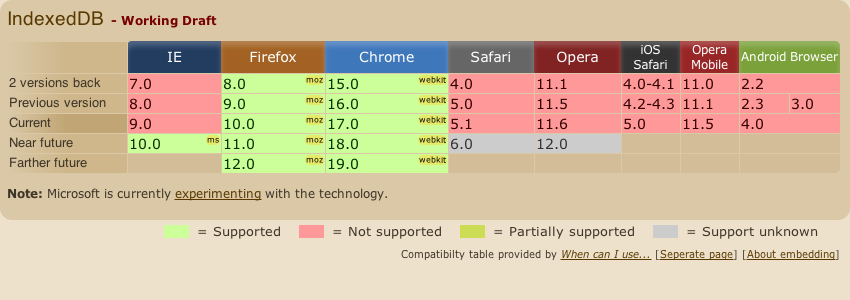 IndexedDB - Working Draft
IE Firefox Chrome Safari Opera iOS Safari Opera Mobile Android Browser
2 versions back 7.0 8.0 moz 15.0 webkit 4.0 11.1 4.0-4.1 11.0 2.2
Previous version 8.0 9.0 moz 16.0 webkit 5.0 11.5 4.2-4.3 11.1 2.3 3.0
Current 9.0 10.0 moz 17.0 webkit 5.1 11.6 5.0 11.5 4.0
Near future 10.0 ms 11.0 moz 18.0 webkit 6.0 12.0
Farther future 12.0 moz 19.0 webkit
Note: Microsoft is currently experimenting with the technology.
= Supported = Not supported = Partially supported = Support unknown
Compatibilty table provided by When can I use... [Seperate page] [About embedding]